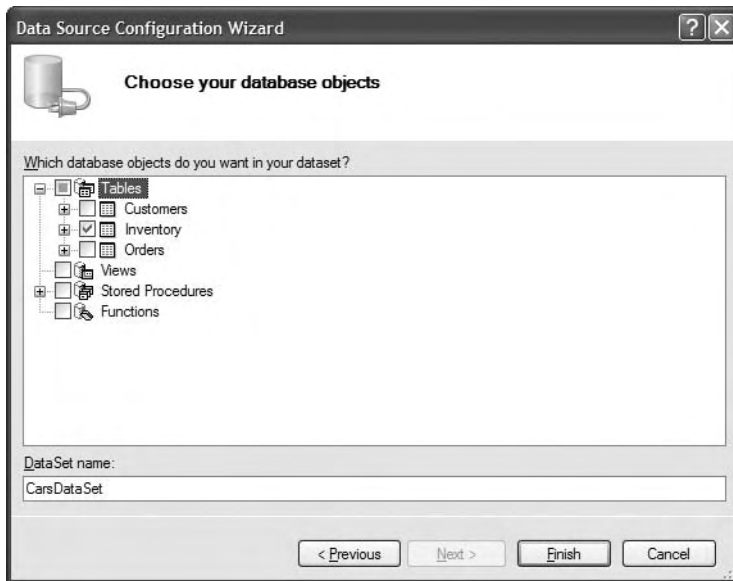 Data Source Configuration Wizard
Choose your database objects
Which database objects do you want in your dataset?
Tables
Customers
Inventory
Orders
Views
Stored Procedures
Functions
DataSet name:
CarsDataSet
< Previous
Next >
Finish
Cancel